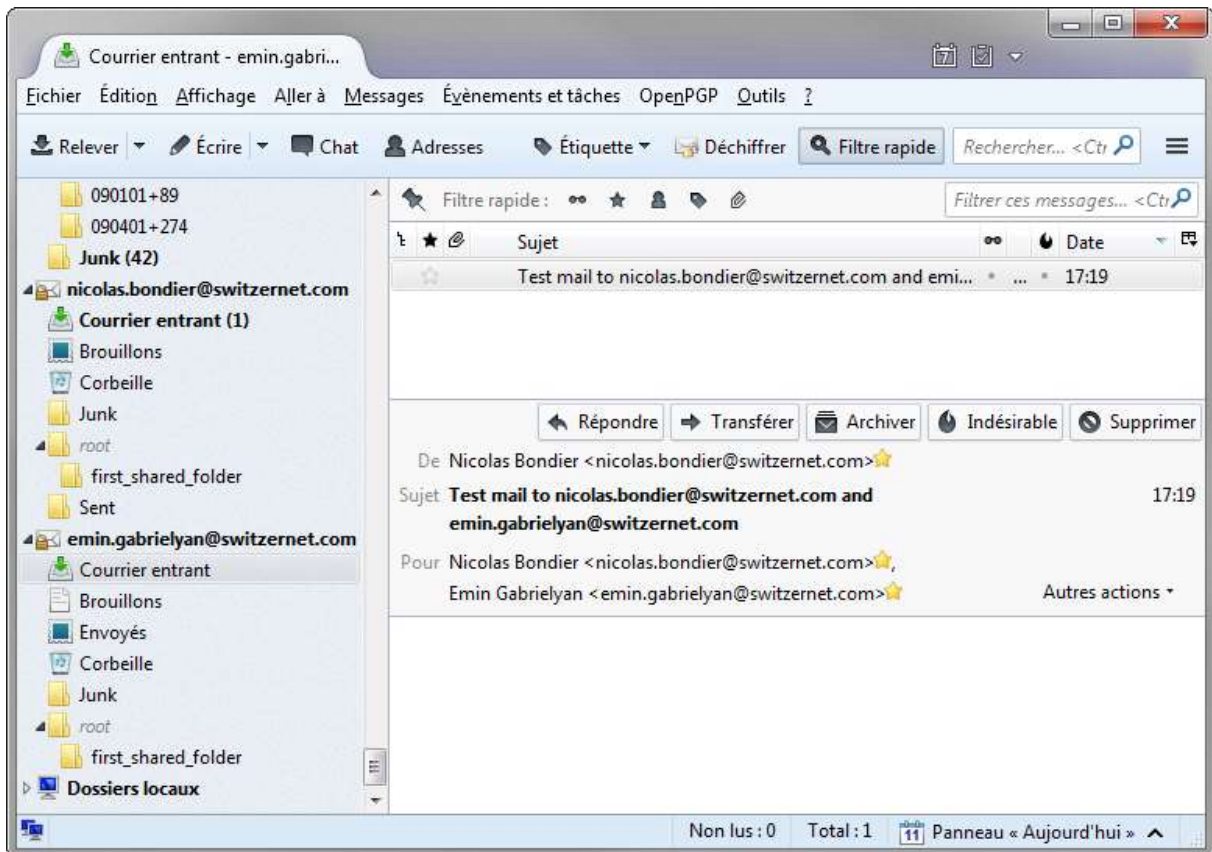 Courrier entrant - emin.gabri...
Fichier Édition Affichage Aller à Messages Évènements et tâches OpenPGP Outils ?
Relever Écrire Chat Adresses Étiquette Déchiffrer Filtre rapide Rechercher... <Ctr
090101+89
090401+274
Junk (42)
nicolas.bondier@switzernet.com
Courrier entrant (1)
Brouillons
Corbeille
Junk
root
first_shared_folder
Sent
emin.gabrielyan@switzernet.com
Courrier entrant
Brouillons
Envoyés
Corbeille
Junk
root
first_shared_folder
Dossiers locaux
Filtre rapide : Filtrer ces messages... <Ctr
Sujet Date
Test mail to nicolas.bondier@switzernet.com and emi... ... 17:19
Répondre Transférer Archiver Indésirable Supprimer
De Nicolas Bondier <nicolas.bondier@switzernet.com>
Sujet Test mail to nicolas.bondier@switzernet.com and 17:19
emin.gabrielyan@switzernet.com
Pour Nicolas Bondier <nicolas.bondier@switzernet.com>,
Emin Gabrielyan <emin.gabrielyan@switzernet.com> Autres actions
Non lus : 0 Total : 1 11 Panneau « Aujourd'hui »